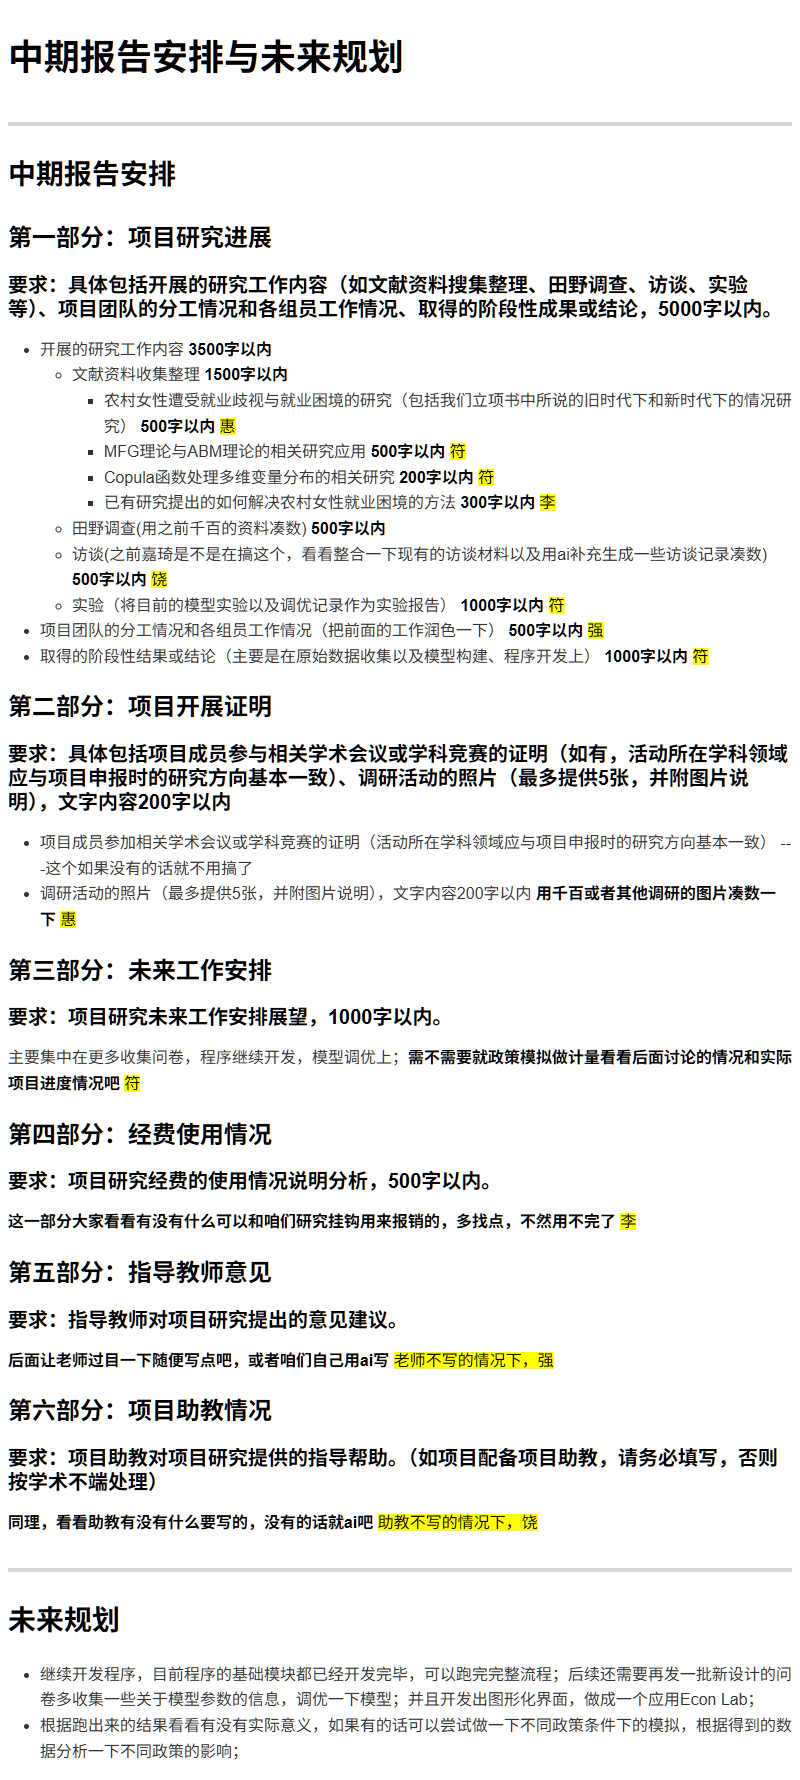 中期报告安排与未来规划
中期报告安排
第一部分：项目研究进展
要求：具体包括开展的研究工作内容（如文献资料搜集整理、田野调查、访谈、实验
等）、项目团队的分工情况和各组员工作情况、取得的阶段性成果或结论，5000字以内。
开展的研究工作内容 3500字以内
文献资料收集整理 1500字以内
农村女性遭受就业歧视与就业困境的研究（包括我们立项书中所说的旧时代下和新时代下的情况研
究） 500字以内 惠
MFG理论与ABM理论的相关研究应用 500字以内 符
Copula函数处理多维变量分布的相关研究 200字以内 符
已有研究提出的如何解决农村女性就业困境的方法 300字以内 李
田野调查(用之前千百的资料凑数) 500字以内
访谈(之前嘉琦是不是在搞这个，看看整合一下现有的访谈材料以及用ai补充生成一些访谈记录凑数)
500字以内 饶
实验（将目前的模型实验以及调优记录作为实验报告） 1000字以内 符
项目团队的分工情况和各组员工作情况（把前面的工作润色一下） 500字以内 强
取得的阶段性结果或结论（主要是在原始数据收集以及模型构建、程序开发上） 1000字以内 符
第二部分：项目开展证明
要求：具体包括项目成员参与相关学术会议或学科竞赛的证明（如有，活动所在学科领域
应与项目申报时的研究方向基本一致）、调研活动的照片（最多提供5张，并附图片说
明），文字内容200字以内
项目成员参加相关学术会议或学科竞赛的证明（活动所在学科领域应与项目申报时的研究方向基本一致） --
-这个如果没有的话就不用搞了
调研活动的照片（最多提供5张，并附图片说明），文字内容200字以内 用千百或者其他调研的图片凑数一
下 惠
第三部分：未来工作安排
要求：项目研究未来工作安排展望，1000字以内。
主要集中在更多收集问卷，程序继续开发，模型调优上；需不需要就政策模拟做计量看看后面讨论的情况和实际
项目进度情况吧 符
第四部分：经费使用情况
要求：项目研究经费的使用情况说明分析，500字以内。
这一部分大家看看有没有什么可以和咱们研究挂钩用来报销的，多找点，不然用不完了 李
第五部分：指导教师意见
要求：指导教师对项目研究提出的意见建议。
后面让老师过目一下随便写点吧，或者咱们自己用ai写 老师不写的情况下，强
第六部分：项目助教情况
要求：项目助教对项目研究提供的指导帮助。（如项目配备项目助教，请务必填写，否则
按学术不端处理）
同理，看看助教有没有什么要写的，没有的话就ai吧 助教不写的情况下，饶
未来规划
继续开发程序，目前程序的基础模块都已经开发完毕，可以跑完完整流程；后续还需要再发一批新设计的问
卷多收集一些关于模型参数的信息，调优一下模型；并且开发出图形化界面，做成一个应用Econ Lab；
根据跑出来的结果看看有没有实际意义，如果有的话可以尝试做一下不同政策条件下的模拟，根据得到的数
据分析一下不同政策的影响；